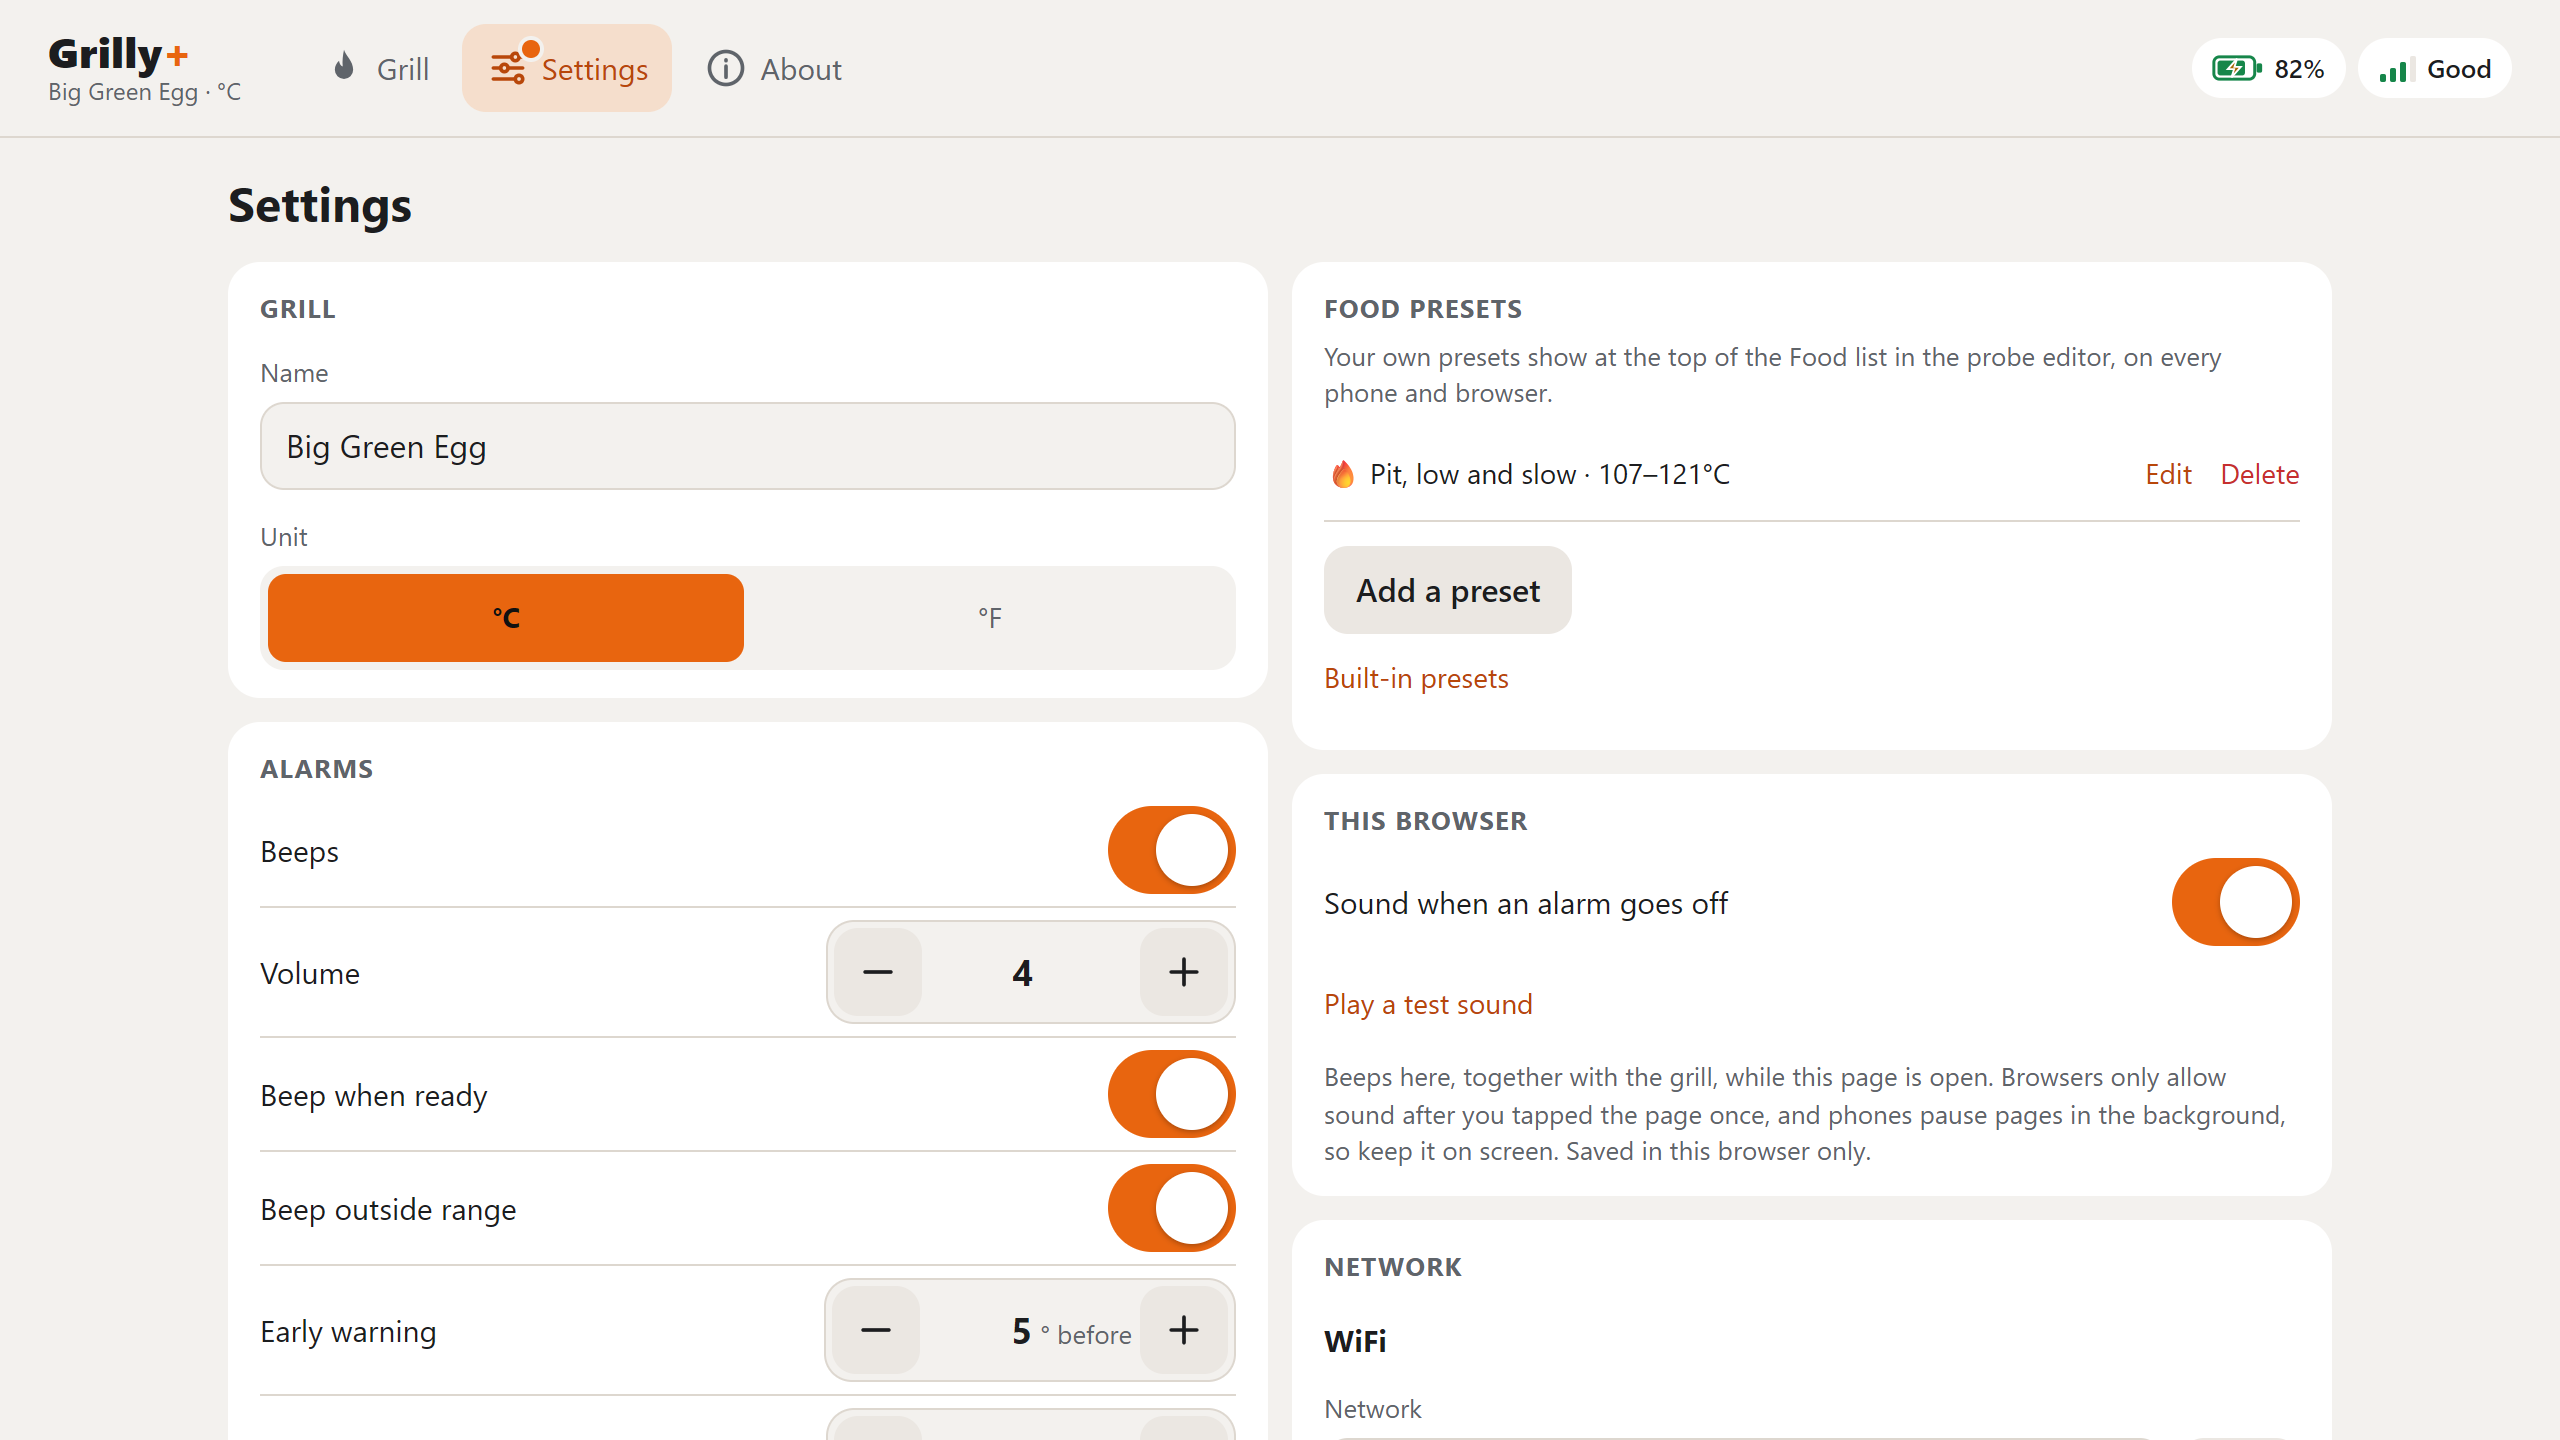 Grilly+
Big Green Egg · °C
Grill
Settings
About
82%
Good
Settings
GRILL
Name
Big Green Egg
Unit
°C
°F
ALARMS
Beeps
Volume
4
Beep when ready
Beep outside range
Early warning
5 ° before
FOOD PRESETS
Your own presets show at the top of the Food list in the probe editor, on every
phone and browser.
Pit, low and slow · 107–121°C
Edit
Delete
Add a preset
Built-in presets
THIS BROWSER
Sound when an alarm goes off
Play a test sound
Beeps here, together with the grill, while this page is open. Browsers only allow
sound after you tapped the page once, and phones pause pages in the background,
so keep it on screen. Saved in this browser only.
NETWORK
WiFi
Network